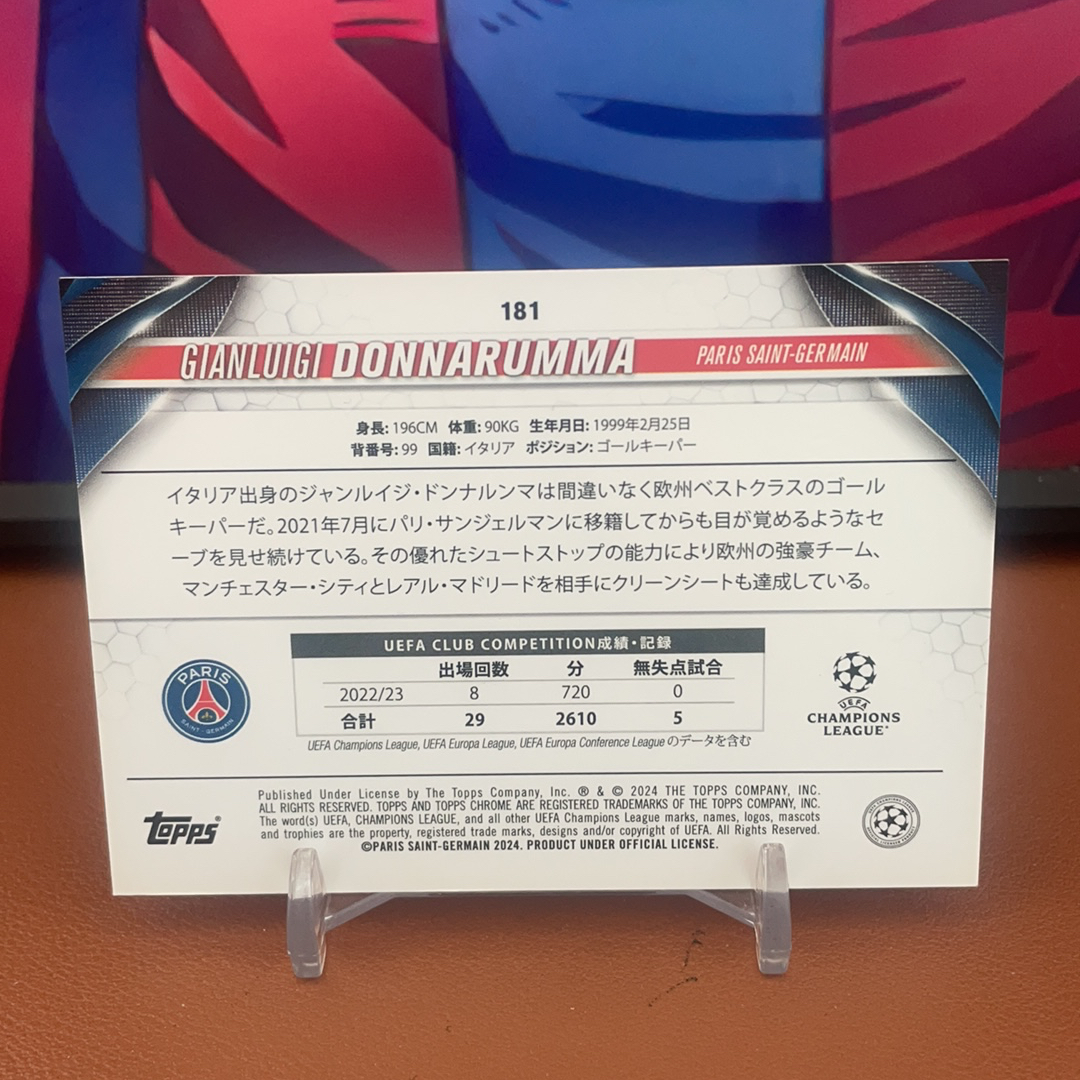 181
GIANLUIGI DONNARUMMA PARIS SAINT-GERMAIN
身長: 196CM 体重: 90KG 生年月日: 1999年2月25日
背番号: 99 国籍: イタリア ポジション: ゴールキーパー
イタリア出身のジャンルイジ・ドンナルンマは間違いなく欧州ベストクラスのゴール
キーパーだ。2021年7月にパリ・サンジェルマンに移籍してからも目が覚めるようなセ
ーブを見せ続けている。その優れたシュートストップの能力により欧州の強豪チーム、
マンチェスター・シティとレアル・マドリードを相手にクリーンシートも達成している。
UEFA CLUB COMPETITION成績・記録
出場回数 分 無失点試合
2022/23 8 720 0
合計 29 2610 5
UEFA Champions League, UEFA Europa League, UEFA Europa Conference League のデータを含む
PARIS
SAINT-GERMAIN
UEFA
CHAMPIONS
LEAGUE®
Published Under License by The Topps Company, Inc. ® & © 2024 THE TOPPS COMPANY, INC.
ALL RIGHTS RESERVED. TOPPS AND TOPPS CHROME ARE REGISTERED TRADEMARKS OF THE TOPPS COMPANY, INC.
The word(s) UEFA, CHAMPIONS LEAGUE, and all other UEFA Champions League marks, names, logos, mascots
and trophies are the property, registered trade marks, designs and/or copyright of UEFA. All Rights Reserved.
©PARIS SAINT-GERMAIN 2024. PRODUCT UNDER OFFICIAL LICENSE.
topps®